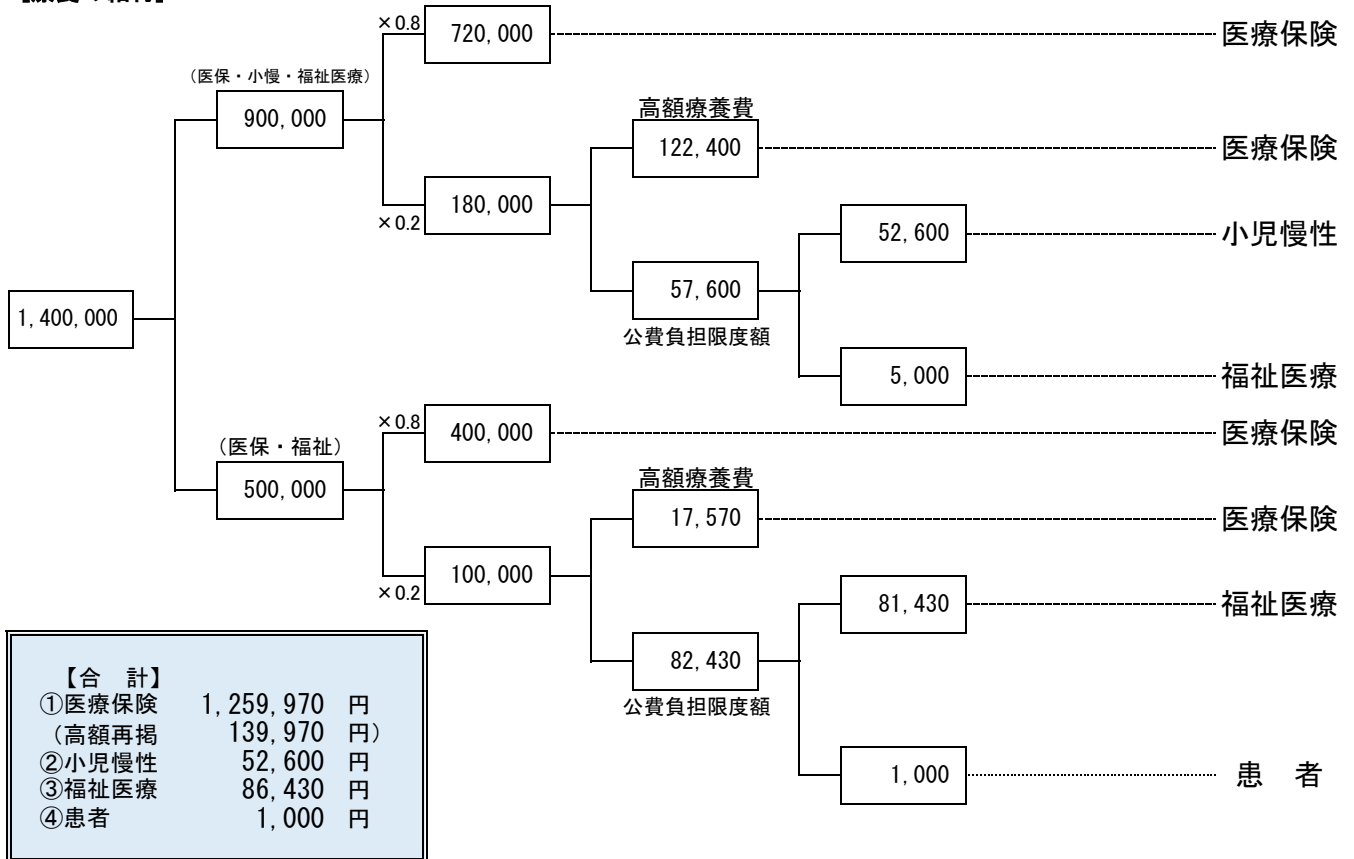 ×0.8
720,000
医療保険
(医保・小慢・福祉医療)
900,000
高額療養費
122,400
医療保険
×0.2
180,000
52,600
小児慢性
57,600
公費負担限度額
1,400,000
5,000
福祉医療
×0.8
400,000
医療保険
(医保・福祉)
500,000
高額療養費
17,570
医療保険
×0.2
100,000
81,430
福祉医療
82,430
公費負担限度額
1,000
患 者
【合 計】
①医療保険 1,259,970 円
(高額再掲 139,970 円)
②小児慢性 52,600 円
③福祉医療 86,430 円
④患者 1,000 円